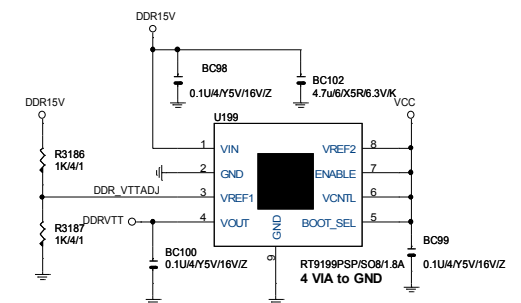 DDR15V
BC98
0.1U/4/Y5V/16V/Z
BC102
4.7u/6/X5R/6.3V/K
DDR15V
VCC
U199
R3186
1K/4/1
1 VIN VREF2 8
2 GND ENABLE 7
DDR_VTTADJ 3 VREF1 VCNTL 6
DDRVTT 4 VOUT BOOT_SEL 5
GND
9
R3187
1K/4/1
BC100
0.1U/4/Y5V/16V/Z
RT9199PSP/SO8/1.8A
4 VIA to GND
BC99
0.1U/4/Y5V/16V/Z